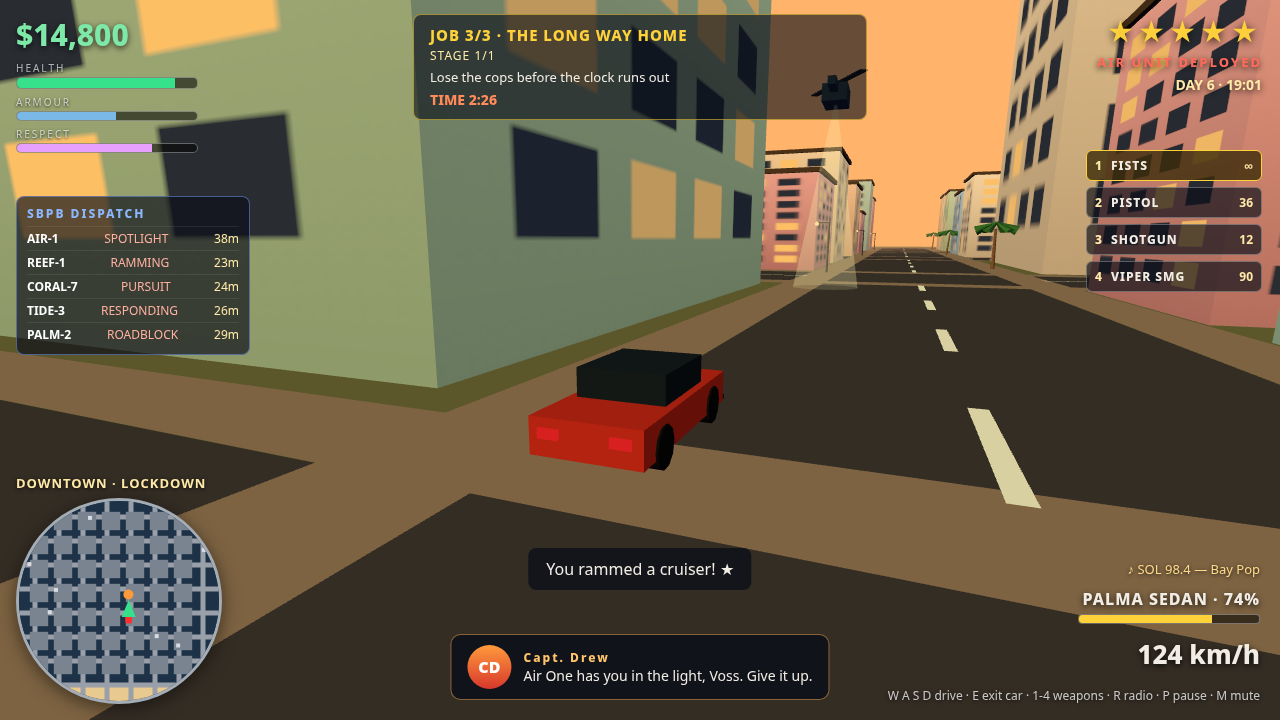 $14,800
HEALTH
ARMOUR
RESPECT
SBPB DISPATCH
AIR-1 SPOTLIGHT 38m
REEF-1 RAMMING 23m
CORAL-7 PURSUIT 24m
TIDE-3 RESPONDING 26m
PALM-2 ROADBLOCK 29m
JOB 3/3 · THE LONG WAY HOME
STAGE 1/1
Lose the cops before the clock runs out
TIME 2:26
★ ★ ★ ★ ★
AIR UNIT DEPLOYED
DAY 6 · 19:01
1 FISTS ∞
2 PISTOL 36
3 SHOTGUN 12
4 VIPER SMG 90
DOWNTOWN · LOCKDOWN
You rammed a cruiser! ★
CD
Capt. Drew
Air One has you in the light, Voss. Give it up.
♪ SOL 98.4 — Bay Pop
PALMA SEDAN · 74%
124 km/h
W A S D drive · E exit car · 1-4 weapons · R radio · P pause · M mute